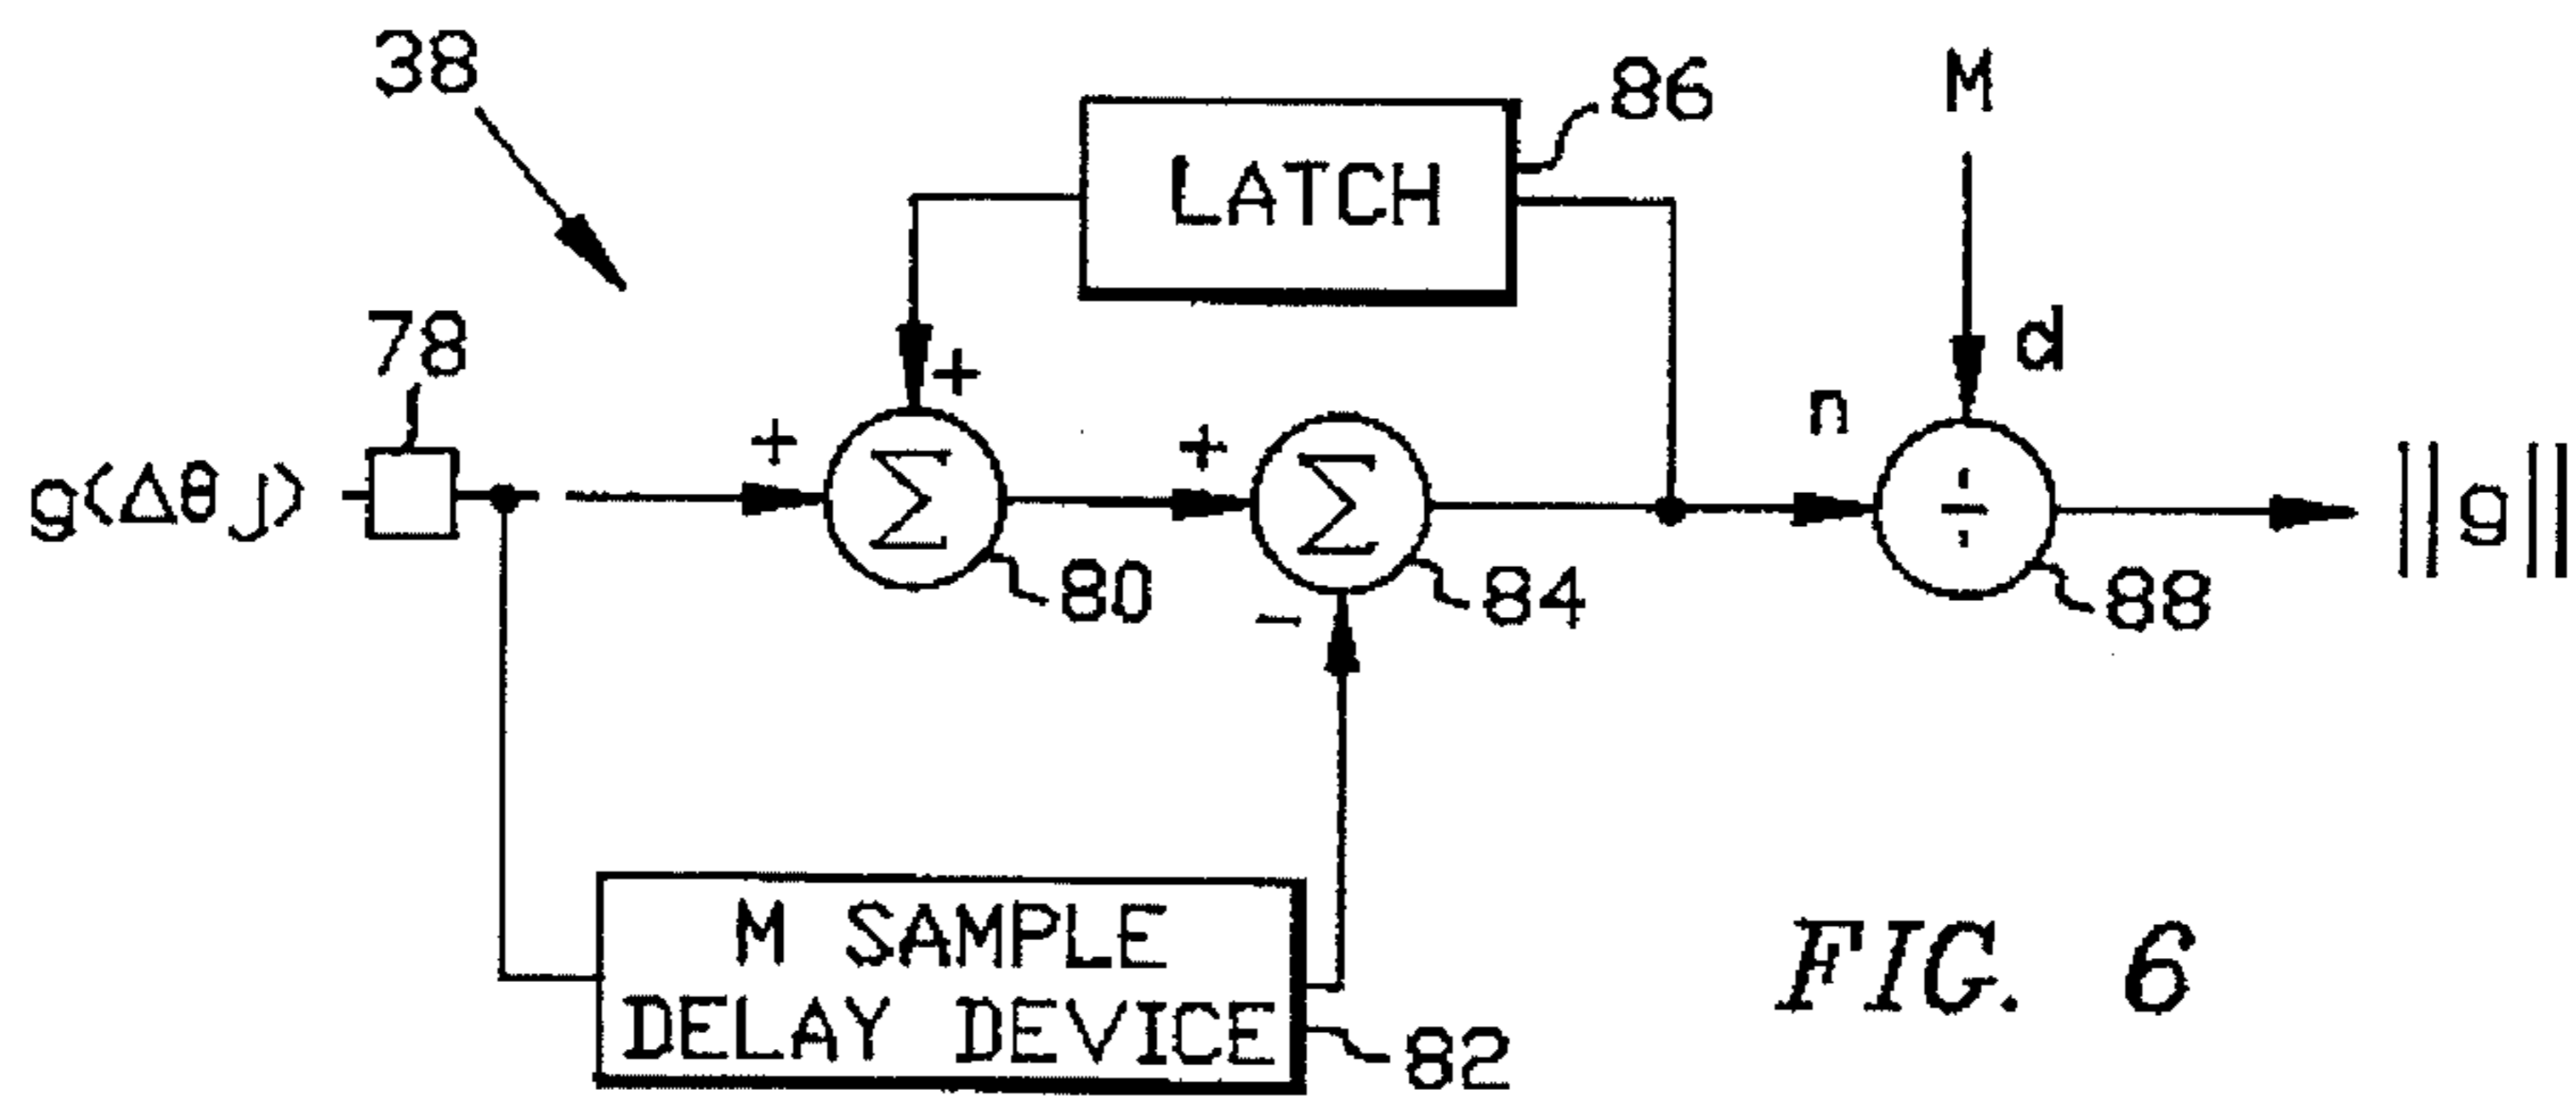 38
86
M
LATCH
d
78
+
n
+
+
g(Δθj)
Σ
Σ
÷
||g||
80
-
84
88
M SAMPLE
DELAY DEVICE
82
FIG. 6